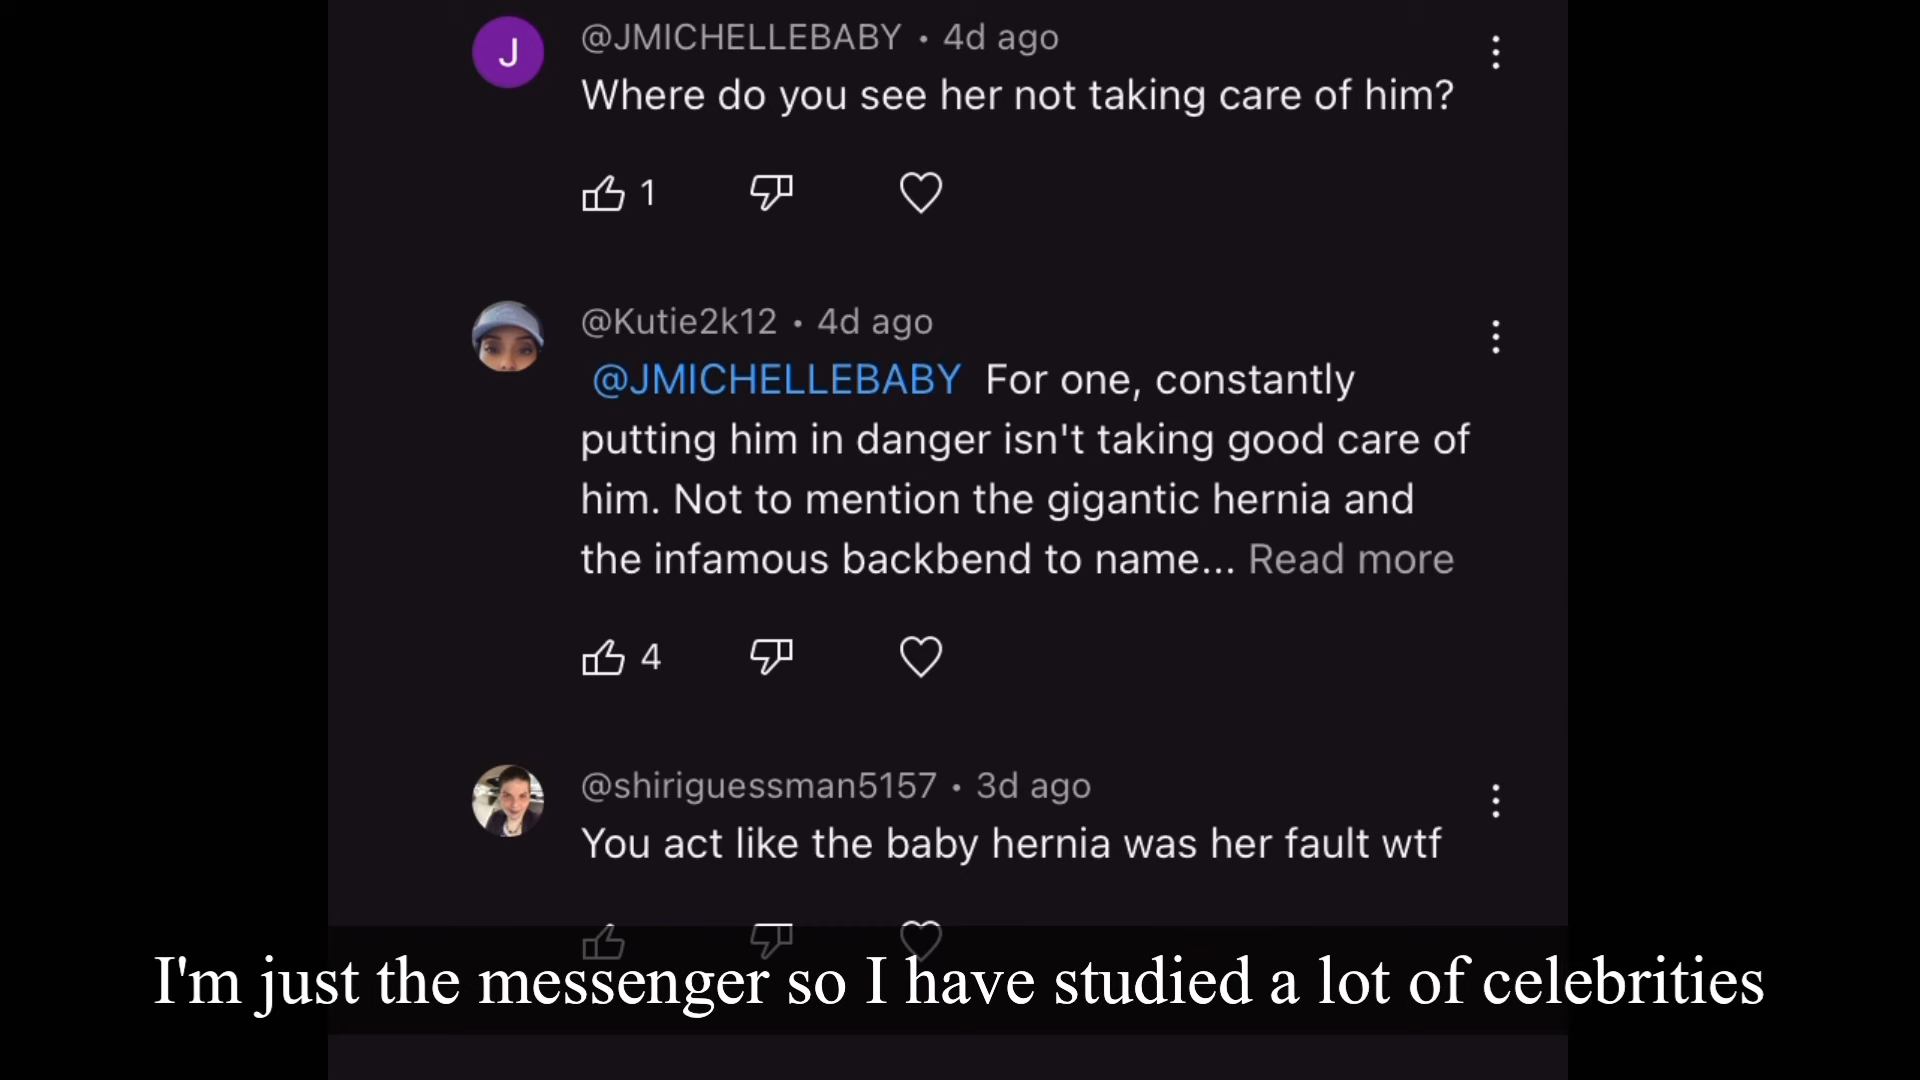 J
@JMICHELLEBABY • 4d ago
Where do you see her not taking care of him?
1
@Kutie2k12 • 4d ago
@JMICHELLEBABY For one, constantly
putting him in danger isn't taking good care of
him. Not to mention the gigantic hernia and
the infamous backbend to name... Read more
4
@shiriguessman5157 • 3d ago
You act like the baby hernia was her fault wtf
I'm just the messenger so I have studied a lot of celebrities